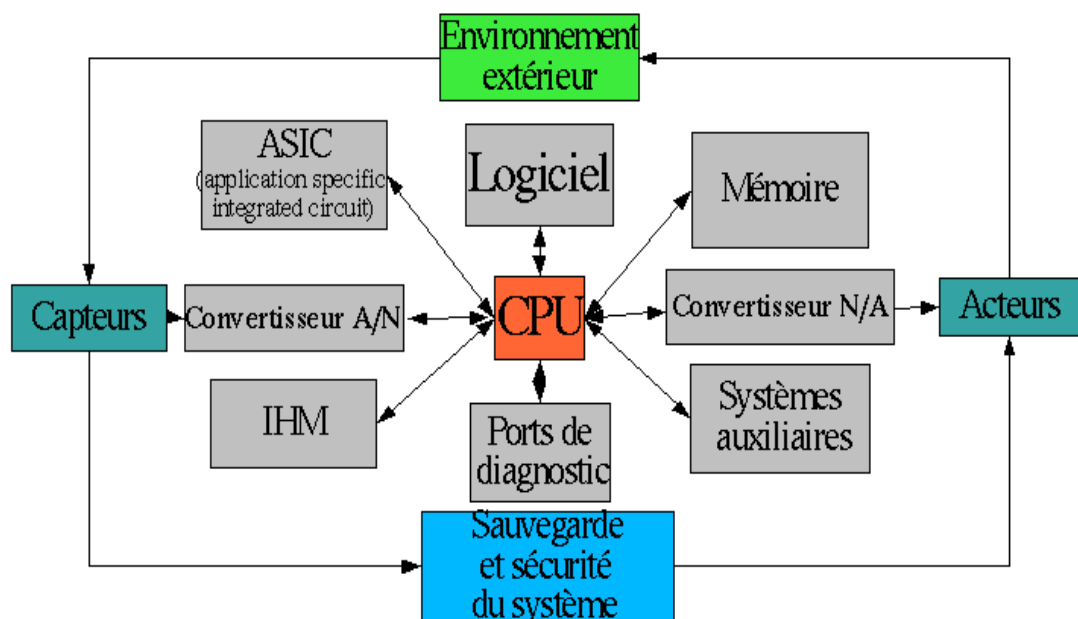 Environnement
extérieur
ASIC
(application specific
integrated circuit)
Logiciel
Mémoire
Capteurs
Convertisseur A/N
CPU
Convertisseur N/A
Acteurs
IHM
Ports de
diagnostic
Systèmes
auxiliaires
Sauvegarde
et sécurité
du système